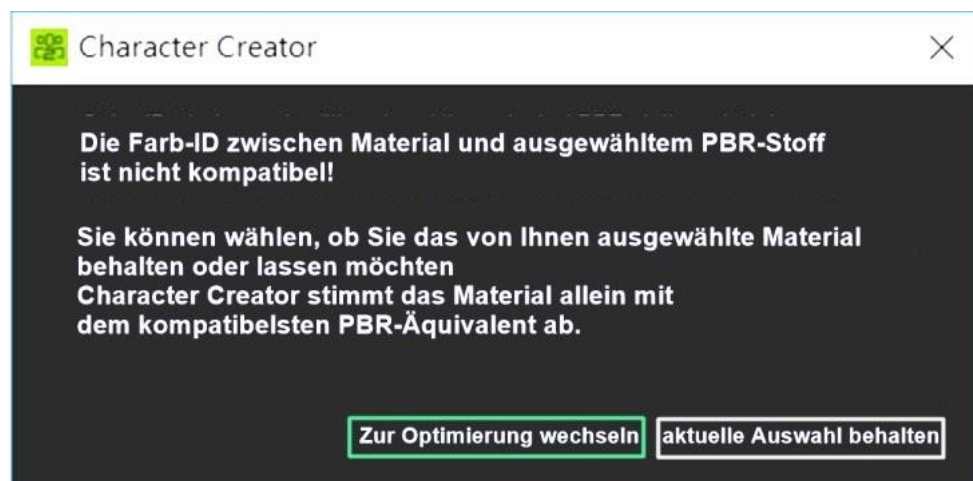 Character Creator
Die Farb-ID zwischen Material und ausgewähltem PBR-Stoff
ist nicht kompatibel!
Sie können wählen, ob Sie das von Ihnen ausgewählte Material
behalten oder lassen möchten
Character Creator stimmt das Material allein mit
dem kompatibelsten PBR-Äquivalent ab.
Zur Optimierung wechseln
aktuelle Auswahl behalten